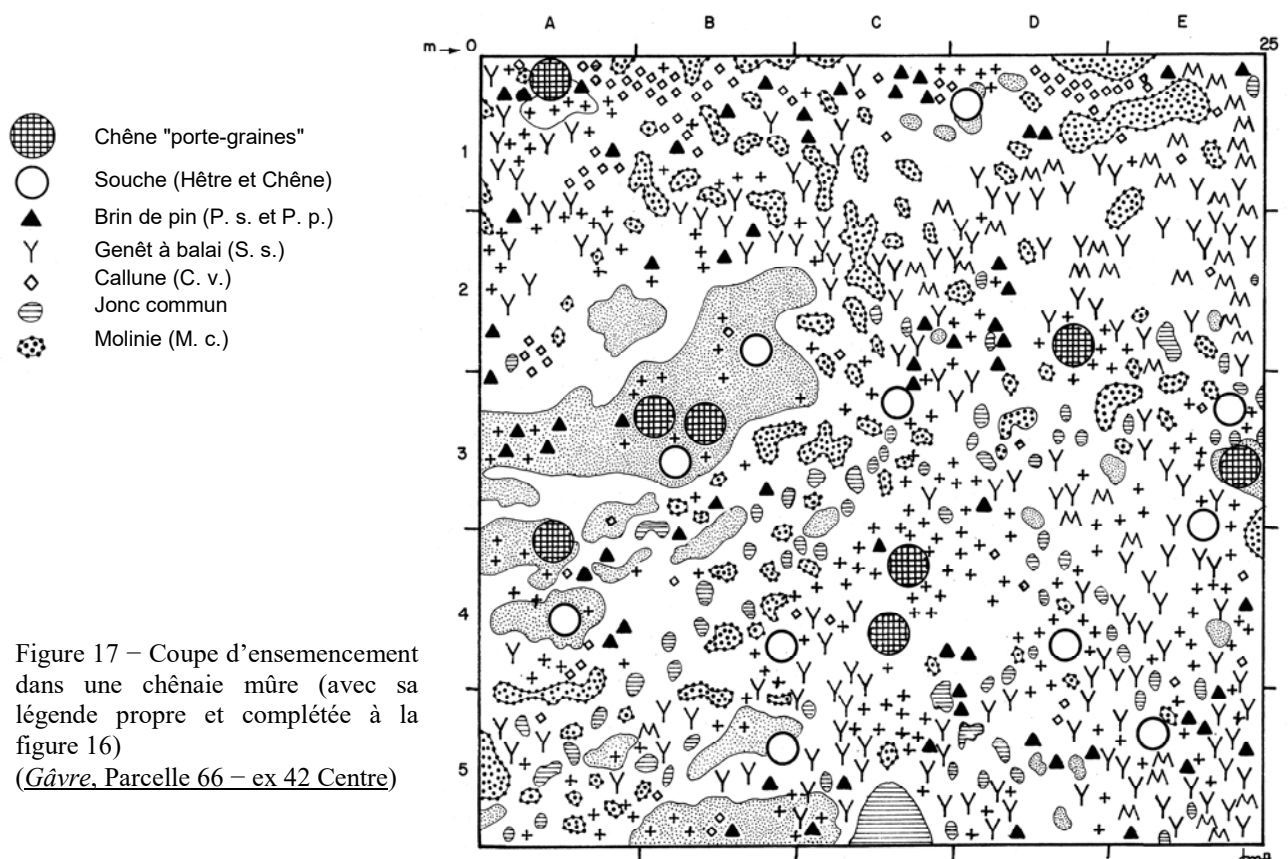 A B C D E
m → 0 25
Chêne "porte-graines"
Souche (Hêtre et Chêne)
Brin de pin (P. s. et P. p.)
Genêt à balai (S. s.)
Callune (C. v.)
Jonc commun
Molinie (M. c.)
1
2
3
4
5
Figure 17 − Coupe d’ensemencement
dans une chênaie mûre (avec sa
légende propre et complétée à la
figure 16)
(Gâvre, Parcelle 66 − ex 42 Centre)